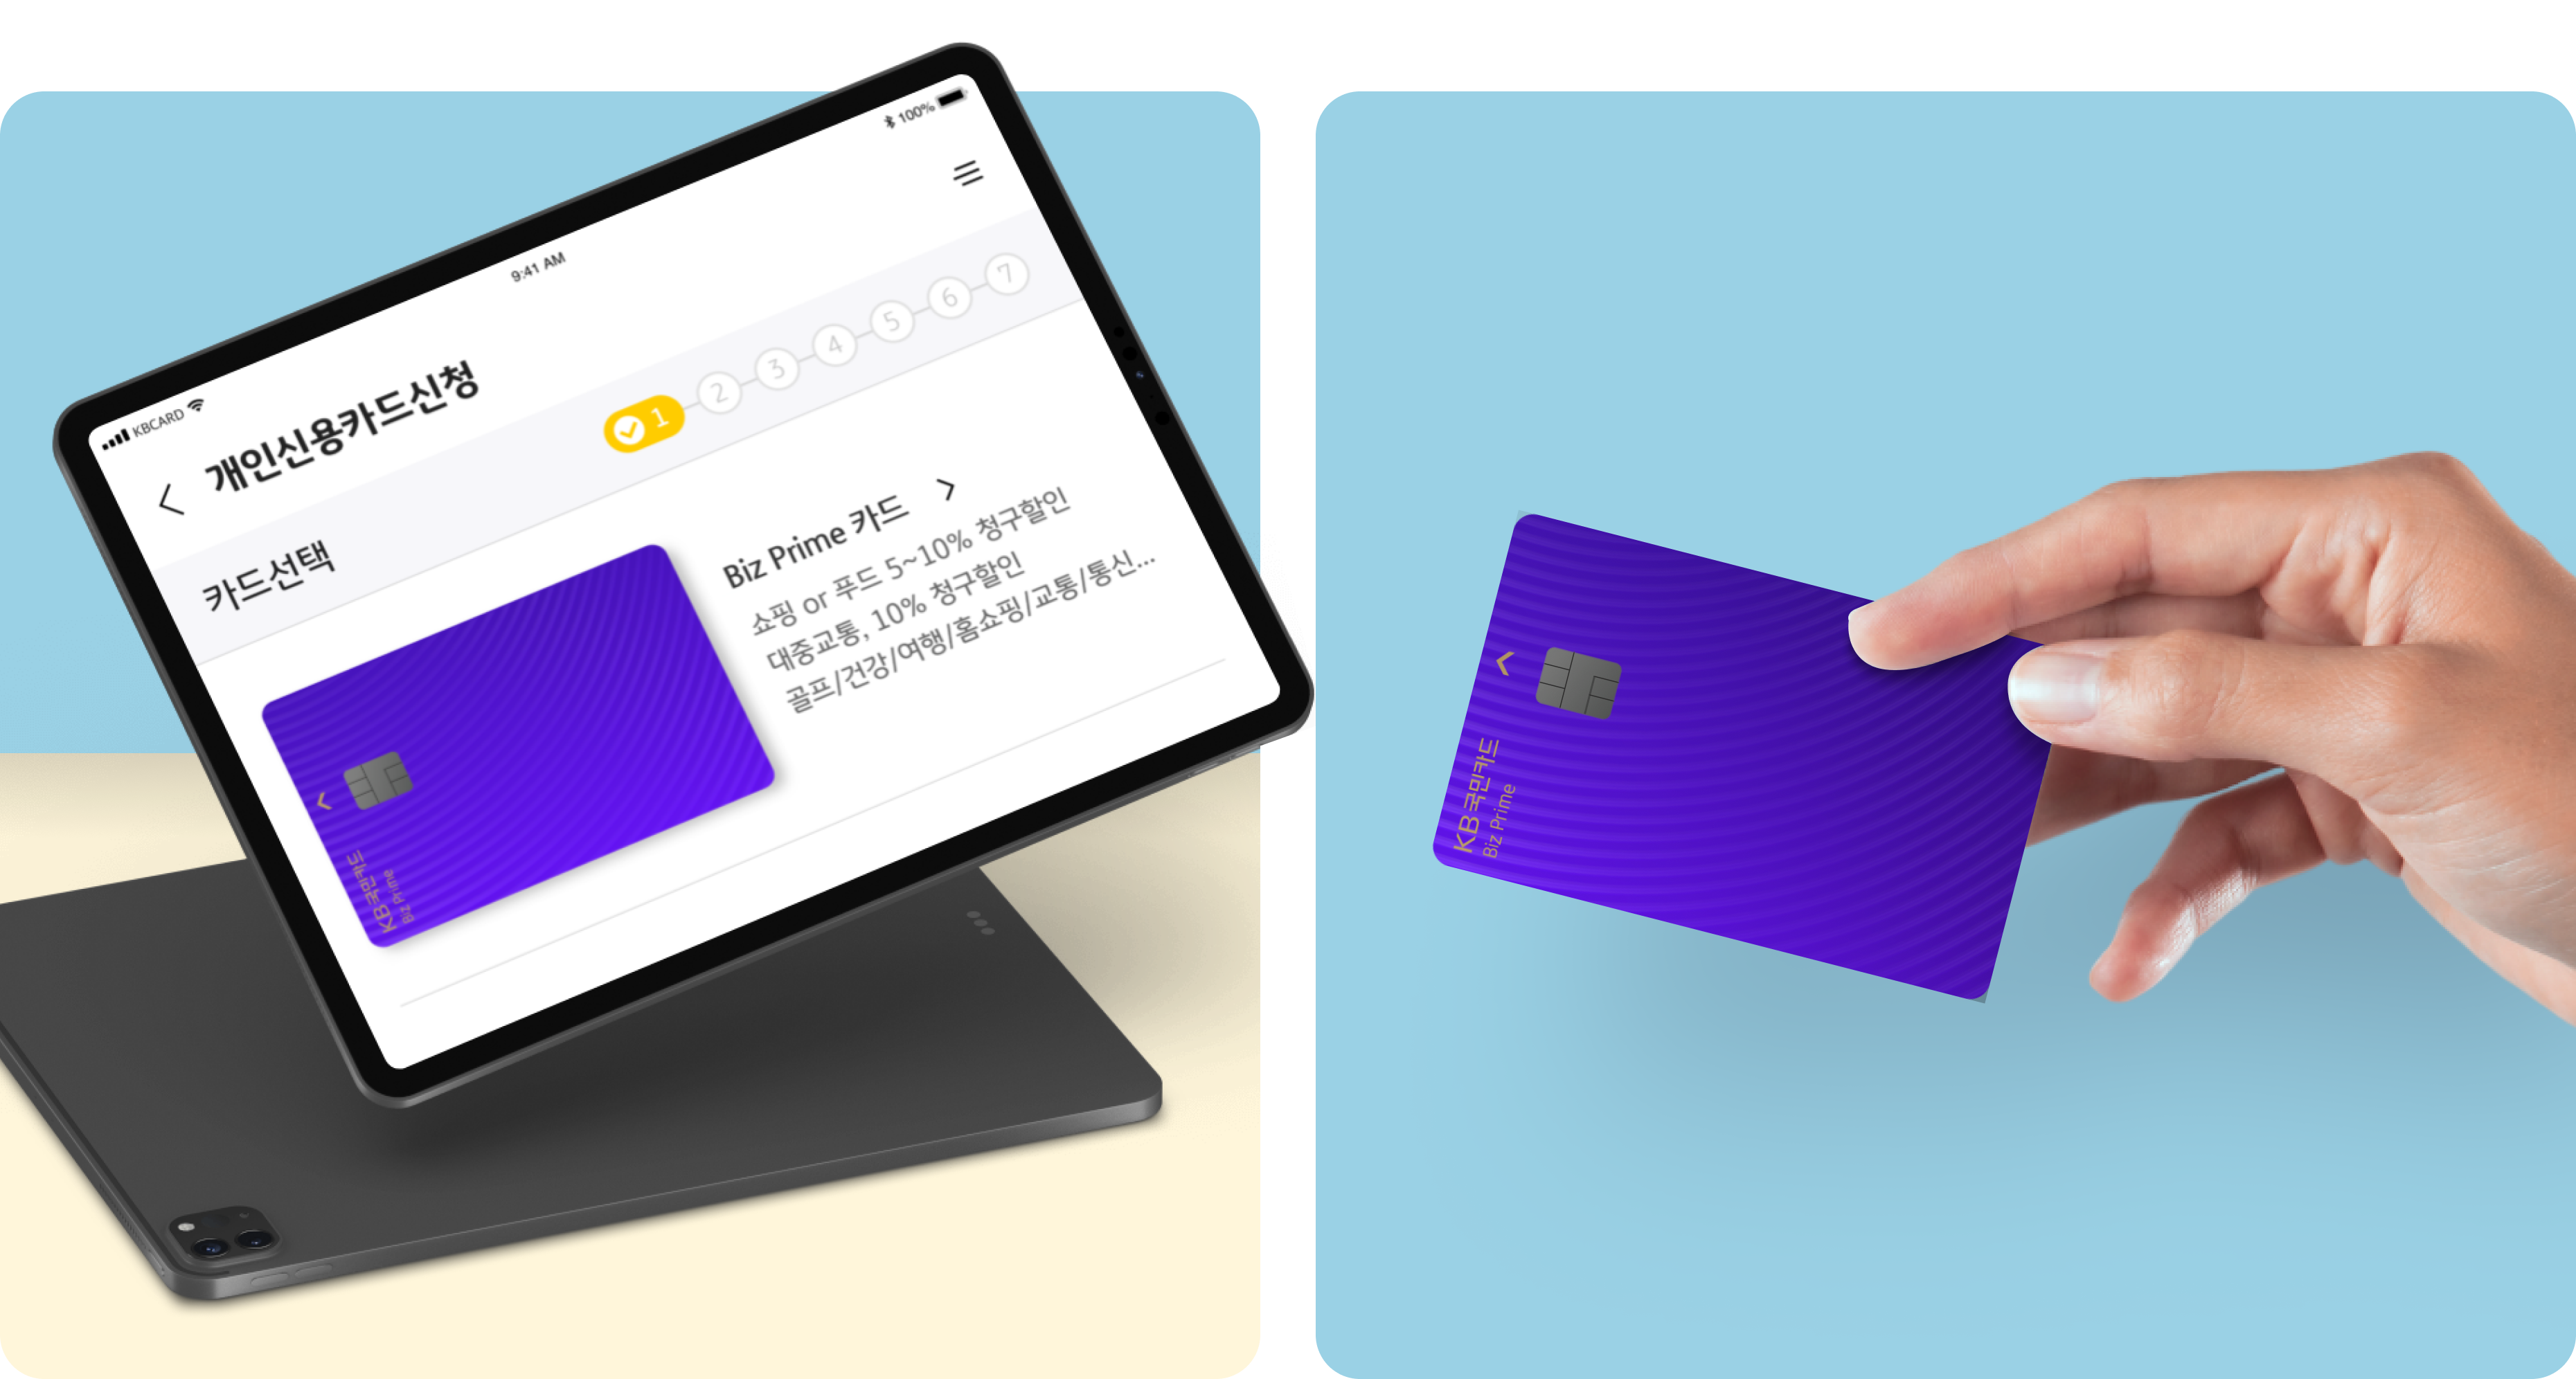 KBCARD
9:41 AM
100%
개인신용카드신청
카드선택
1 2 3 4 5 6 7
Biz Prime 카드
쇼핑 or 푸드 5~10% 청구할인
대중교통, 10% 청구할인
골프/건강/여행/홈쇼핑/교통/통신...
KB국민카드
Biz Prime
KB국민카드
Biz Prime